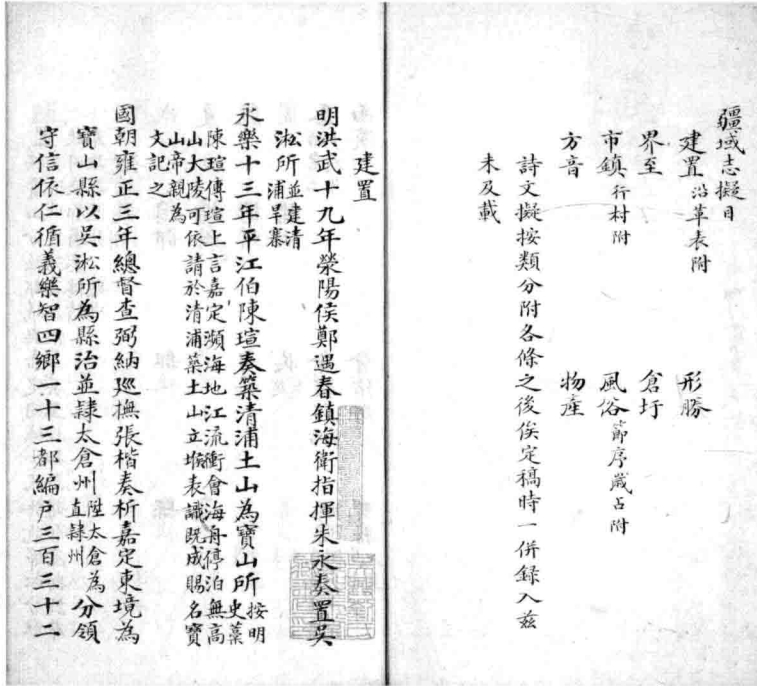 疆域志擬目
建置沿革表附 形勝
界至 倉圩
市鎮行村附 風俗節序歲占附
方音 物產
詩文擬按類分附各條之後俟定稿時一併錄入茲
未及載
建置
明洪武十九年滎陽侯鄭遇春鎮海衛指揮朱永奏置吳
淞所並建清浦旱寨
永樂十三年平江伯陳瑄奏築清浦土山為寶山所按明史藁
陳瑄傳瑄上言嘉定瀕海地江流衝會海舟停泊無高
山大陵可依請於清浦築土山立堠表識既成賜名寶
山帝親為文記之
國朝雍正三年總督查弼納廵撫張楷奏析嘉定東境為
寶山縣以吳淞所為縣治並隸太倉州陞太倉為直隸州分領
守信依仁循義樂智四鄉一十三都編戶三百三十二